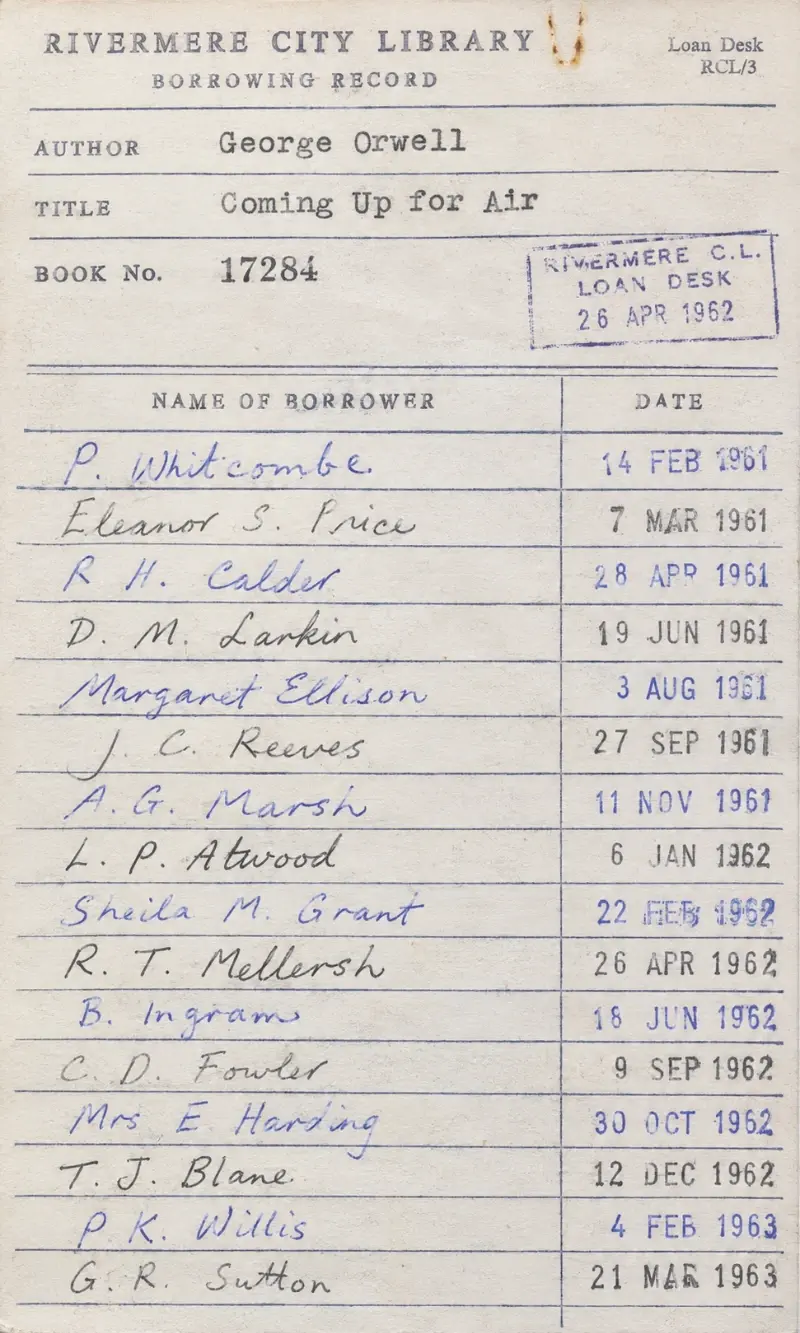 RIVERMERE CITY LIBRARY
BORROWING RECORD
Loan Desk
RCL/3
AUTHOR George Orwell
TITLE Coming Up for Air
BOOK No. 17284
RIVERMERE C.L.
LOAN DESK
26 APR 1962
NAME OF BORROWER DATE
P. Whitcombe. 14 FEB 1961
Eleanor S. Price 7 MAR 1961
R H. Calder 28 APR 1961
D. M. Larkin 19 JUN 1961
Margaret Ellison 3 AUG 1961
J. C. Reeves 27 SEP 1961
A. G. Marsh 11 NOV 1961
L. P. Atwood 6 JAN 1962
Sheila M. Grant 22 FEB 1962
R. T. Mellersh 26 APR 1962
B. Ingram 18 JUN 1962
C. D. Fowler 9 SEP 1962
Mrs E Harding 30 OCT 1962
T. J. Blane. 12 DEC 1962
P K. Willis 4 FEB 1963
G. R. Sutton 21 MAR 1963